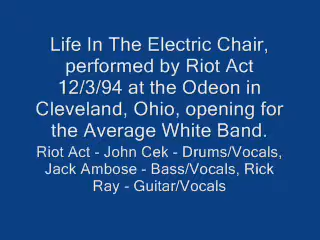 Life In The Electric Chair,
performed by Riot Act
12/3/94 at the Odeon in
Cleveland, Ohio, opening for
the Average White Band.
Riot Act - John Cek - Drums/Vocals,
Jack Ambose - Bass/Vocals, Rick
Ray - Guitar/Vocals